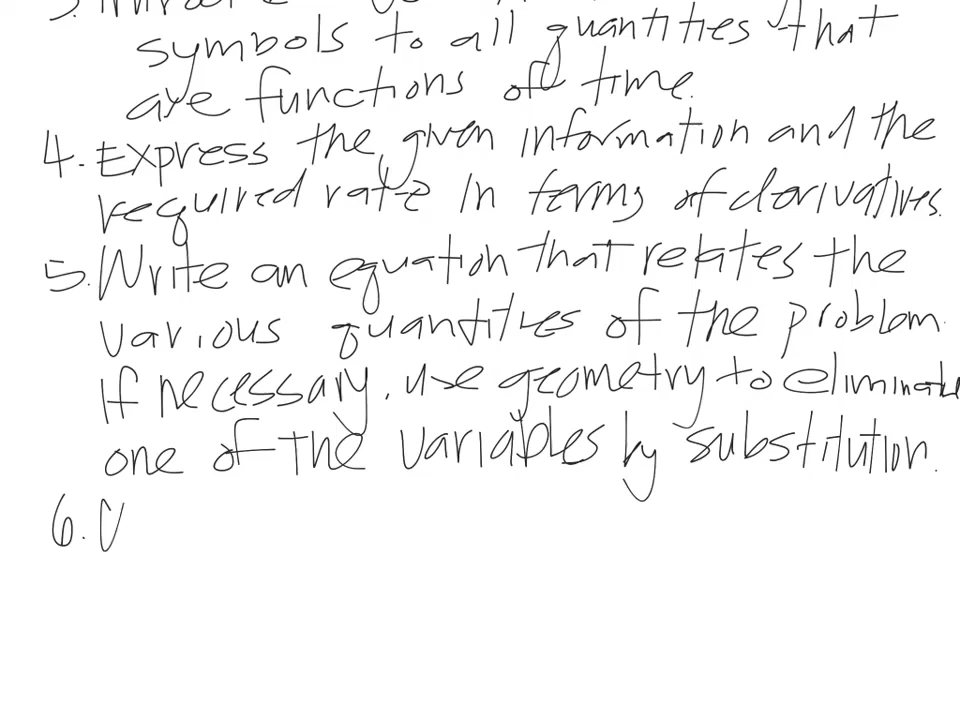 symbols to all quantities that
are functions of time.
4. Express the given information and the
required rate in terms of derivatives.
5. Write an equation that relates the
various quantities of the problem.
If necessary, use geometry to eliminate
one of the variables by substitution.
6.